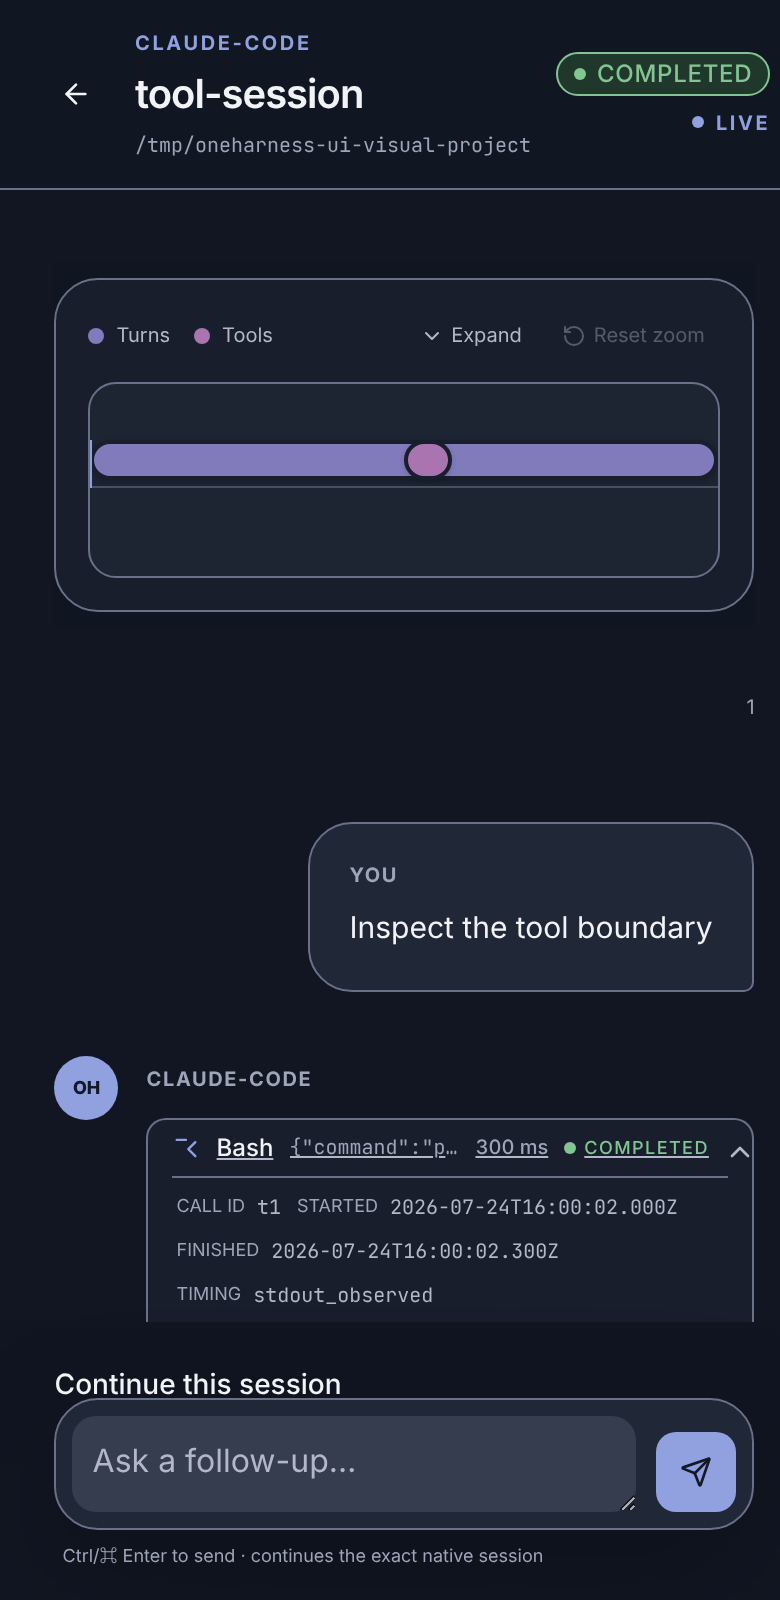 CLAUDE-CODE
tool-session
/tmp/oneharness-ui-visual-project
COMPLETED
LIVE
Turns Tools Expand Reset zoom
1
YOU
Inspect the tool boundary
OH CLAUDE-CODE
Bash {"command":"p… 300 ms COMPLETED
CALL ID t1 STARTED 2026-07-24T16:00:02.000Z
FINISHED 2026-07-24T16:00:02.300Z
TIMING stdout_observed
Continue this session
Ask a follow-up...
Ctrl/⌘ Enter to send · continues the exact native session